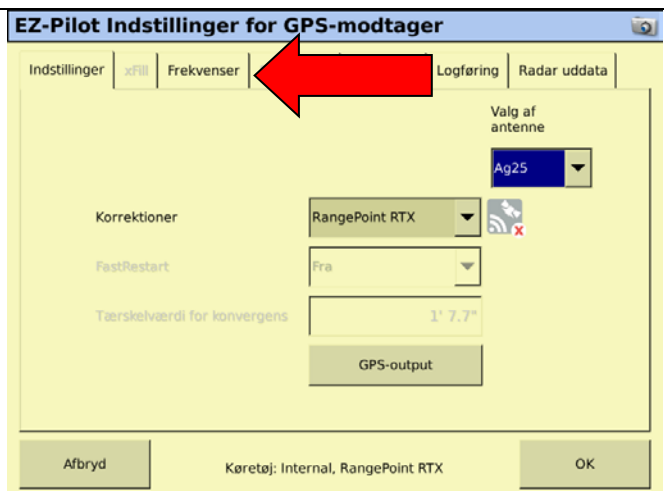 EZ-Pilot Indstillinger for GPS-modtager
Indstillinger
xFill
Frekvenser
Logføring
Radar uddata
Valg af
antenne
Ag25
Korrektioner
RangePoint RTX
FastRestart
Fra
Tærskelværdi for konvergens
1' 7.7"
GPS-output
Afbryd
Køretøj: Internal, RangePoint RTX
OK